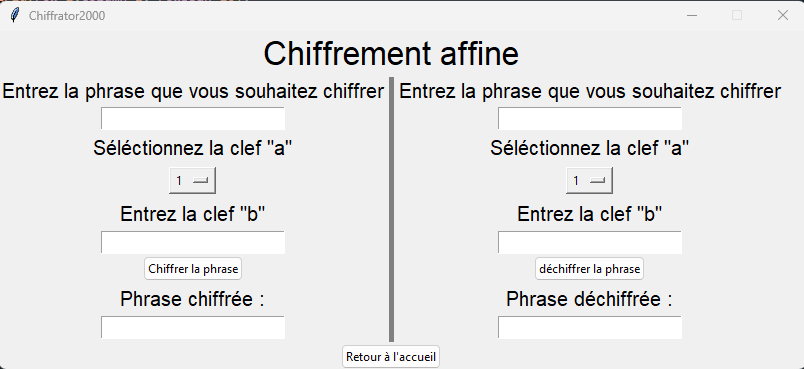 Chiffrator2000
Chiffrement affine
Entrez la phrase que vous souhaitez chiffrer
Séléctionnez la clef "a"
1
Entrez la clef "b"
Chiffrer la phrase
Phrase chiffrée :
Entrez la phrase que vous souhaitez chiffrer
Séléctionnez la clef "a"
1
Entrez la clef "b"
déchiffrer la phrase
Phrase déchiffrée :
Retour à l'accueil